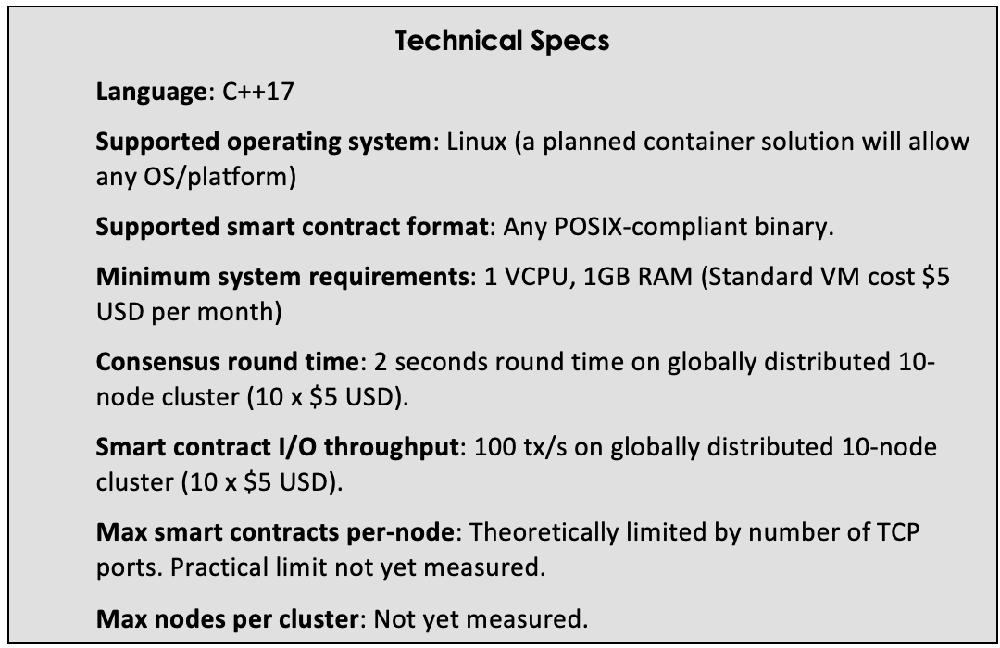 Technical Specs
Language: C++17
Supported operating system: Linux (a planned container solution will allow
any OS/platform)
Supported smart contract format: Any POSIX-compliant binary.
Minimum system requirements: 1 VCPU, 1GB RAM (Standard VM cost $5
USD per month)
Consensus round time: 2 seconds round time on globally distributed 10-
node cluster (10 x $5 USD).
Smart contract I/O throughput: 100 tx/s on globally distributed 10-node
cluster (10 x $5 USD).
Max smart contracts per-node: Theoretically limited by number of TCP
ports. Practical limit not yet measured.
Max nodes per cluster: Not yet measured.